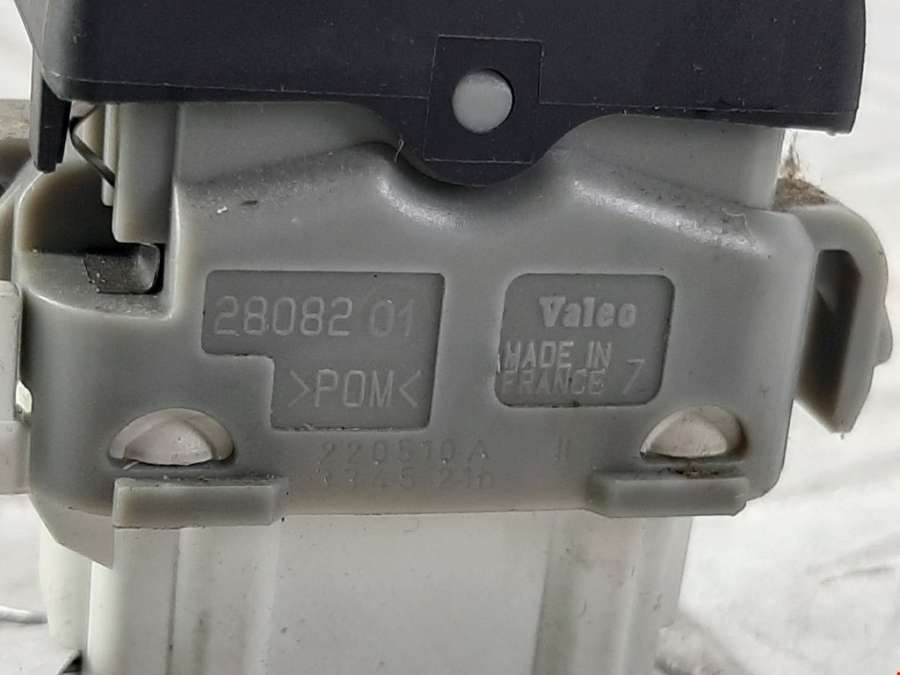 28082 01
>POM<
Valeo
MADE IN
FRANCE 7
220510A